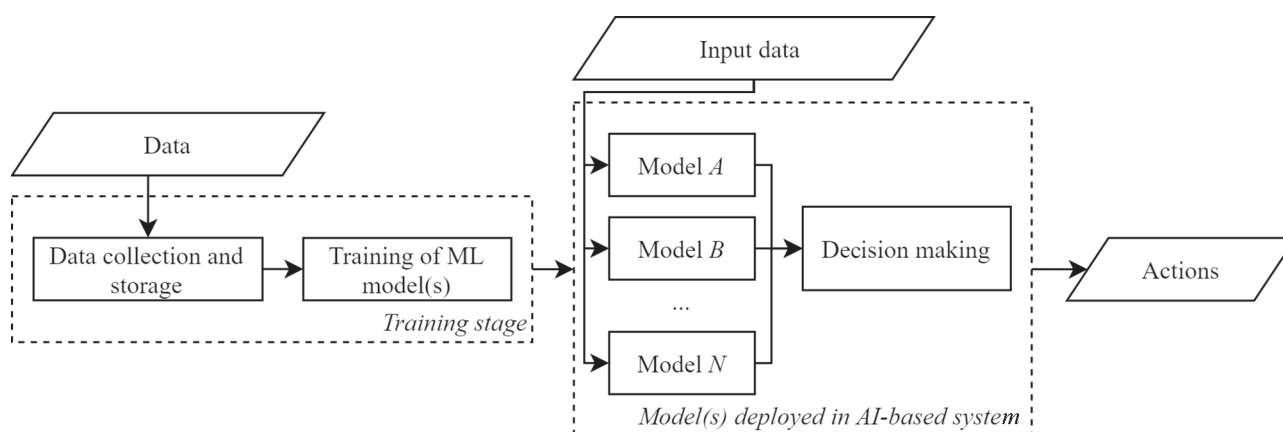 Input data
Data
Data collection and
storage
Training of ML
model(s)
Training stage
Model A
Model B
...
Model N
Decision making
Model(s) deployed in AI-based system
Actions